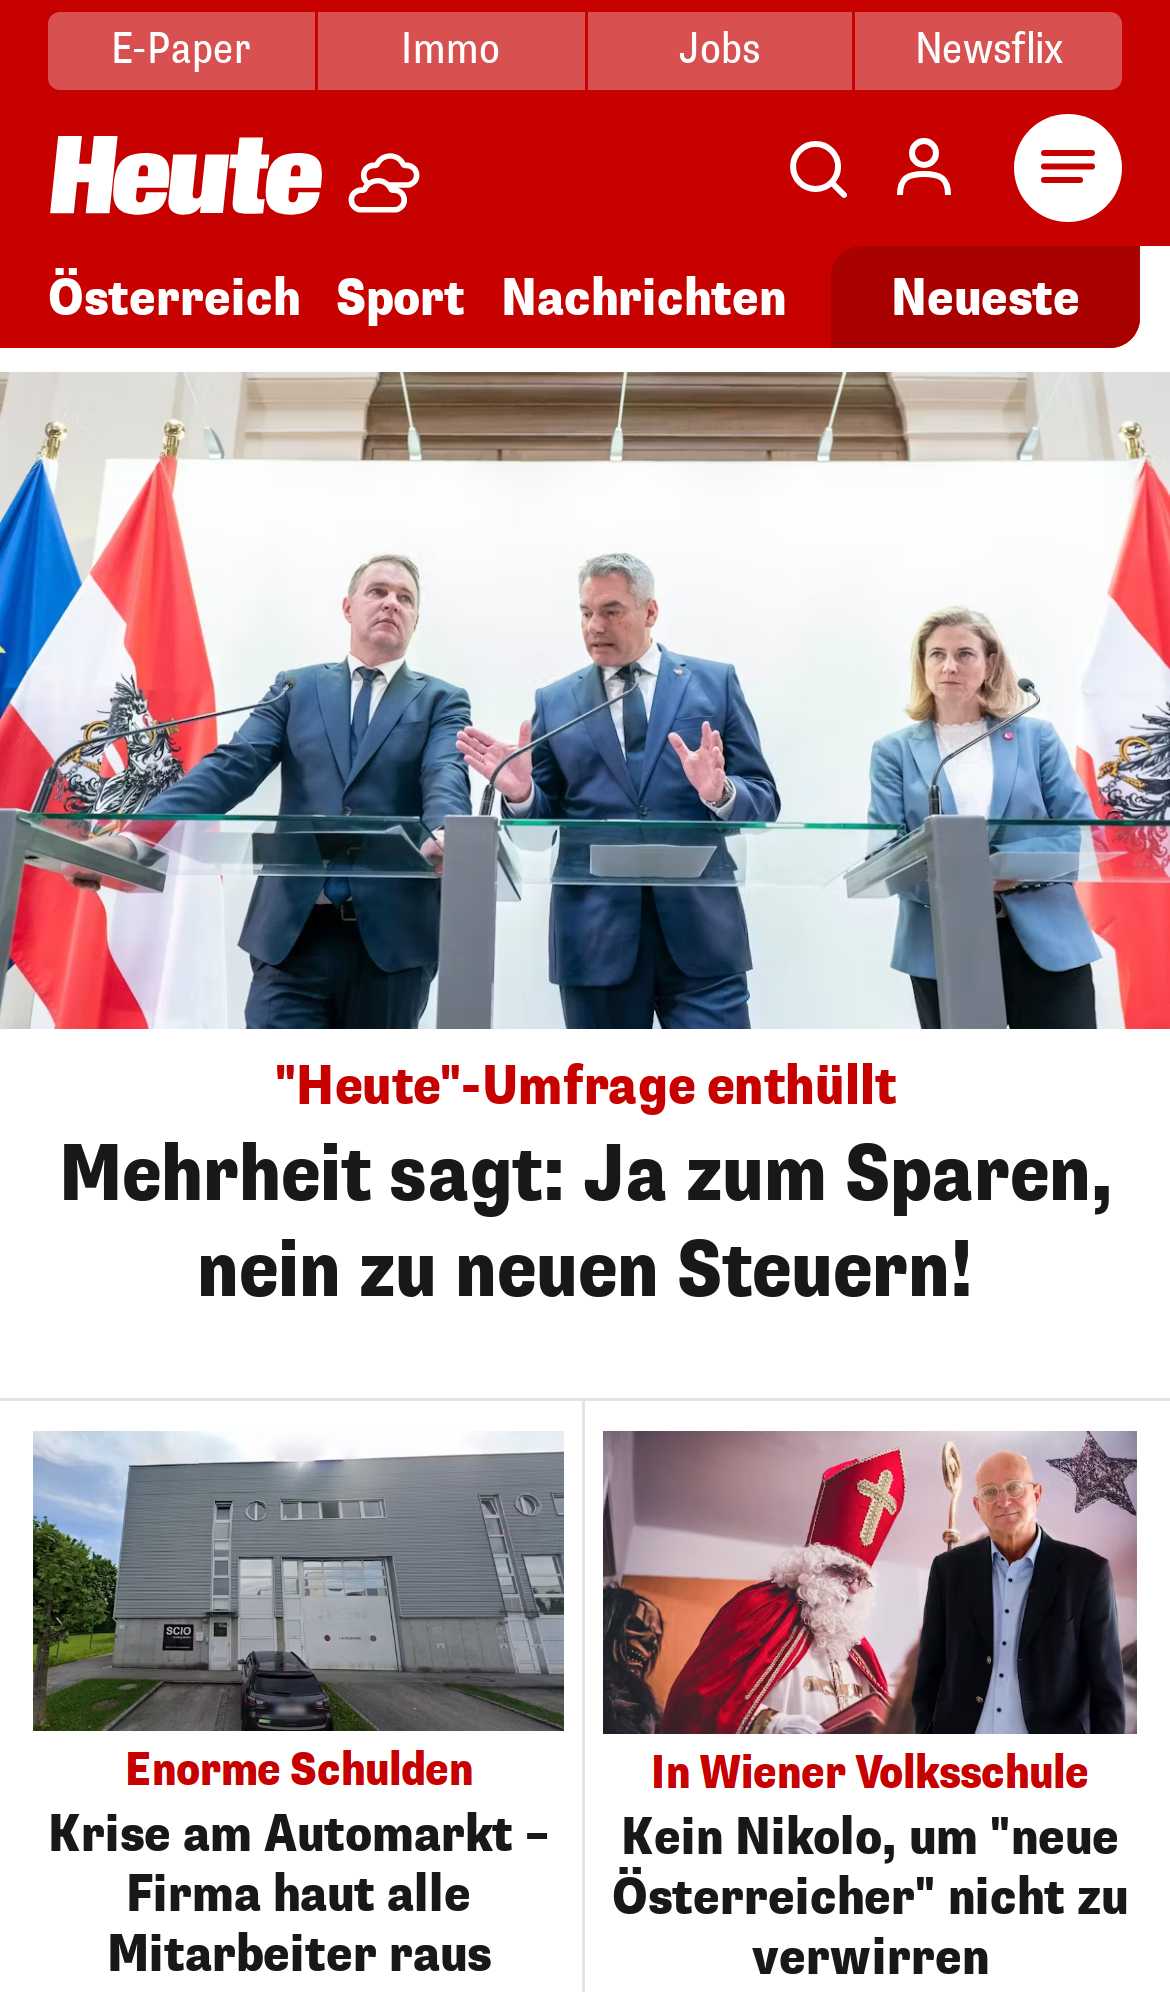 E-Paper
Immo
Jobs
Newsflix
Heute
Österreich
Sport
Nachrichten
Neueste
"Heute"-Umfrage enthüllt
Mehrheit sagt: Ja zum Sparen,
nein zu neuen Steuern!
SCIO
Enorme Schulden
Krise am Automarkt –
Firma haut alle
Mitarbeiter raus
In Wiener Volksschule
Kein Nikolo, um "neue
Österreicher" nicht zu
verwirren